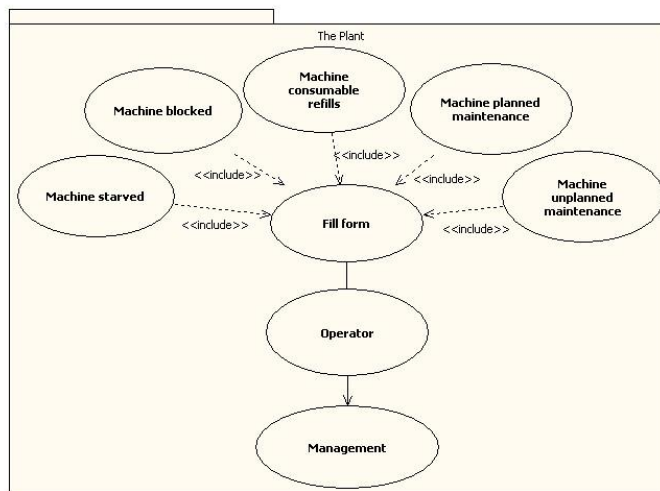 The Plant
Machine
consumable
refills
Machine blocked
Machine planned
maintenance
<<include>>
<<include>>
<<include>>
Machine starved
Machine
unplanned
maintenance
<<include>>
Fill form
<<include>>
Operator
Management